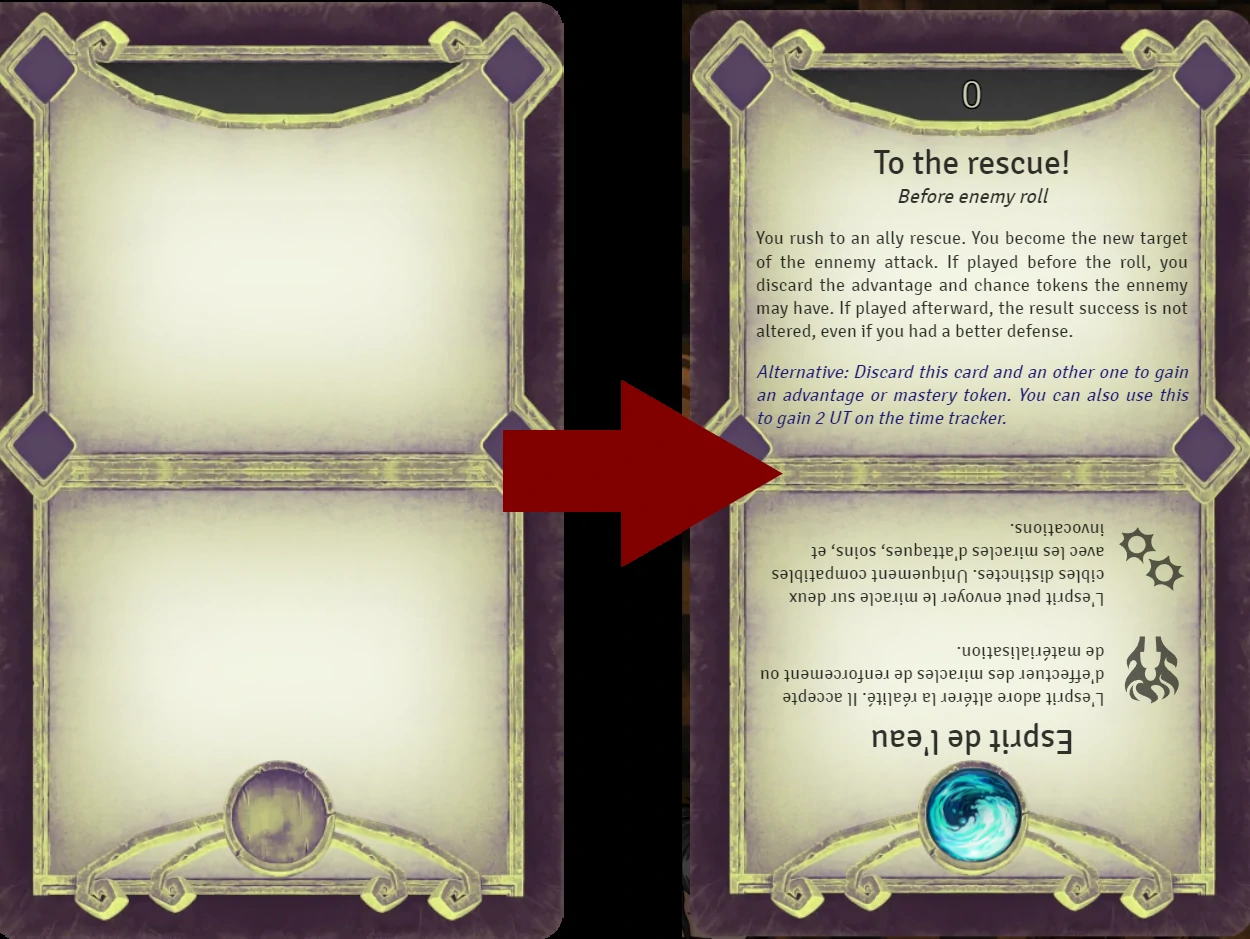 0
To the rescue!
Before enemy roll
You rush to an ally rescue. You become the new target
of the ennemy attack. If played before the roll, you
discard the advantage and chance tokens the ennemy
may have. If played afterward, the result success is not
altered, even if you had a better defense.
Alternative: Discard this card and an other one to gain
an advantage or mastery token. You can also use this
to gain 2 UT on the time tracker.
Esprit de l'eau
L'esprit adore altérer la réalité. Il accepte
d'effectuer des miracles de renforcement ou
de matérialisation.
L'esprit peut envoyer le miracle sur deux
cibles distinctes. Uniquement compatibles
avec les miracles d'attaques, soins, et
invocations.